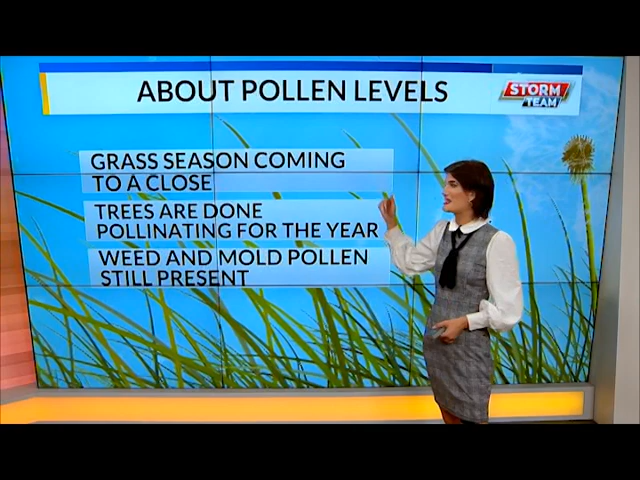 ABOUT POLLEN LEVELS
STORM
TEAM
GRASS SEASON COMING
TO A CLOSE
TREES ARE DONE
POLLINATING FOR THE YEAR
WEED AND MOLD POLLEN
STILL PRESENT